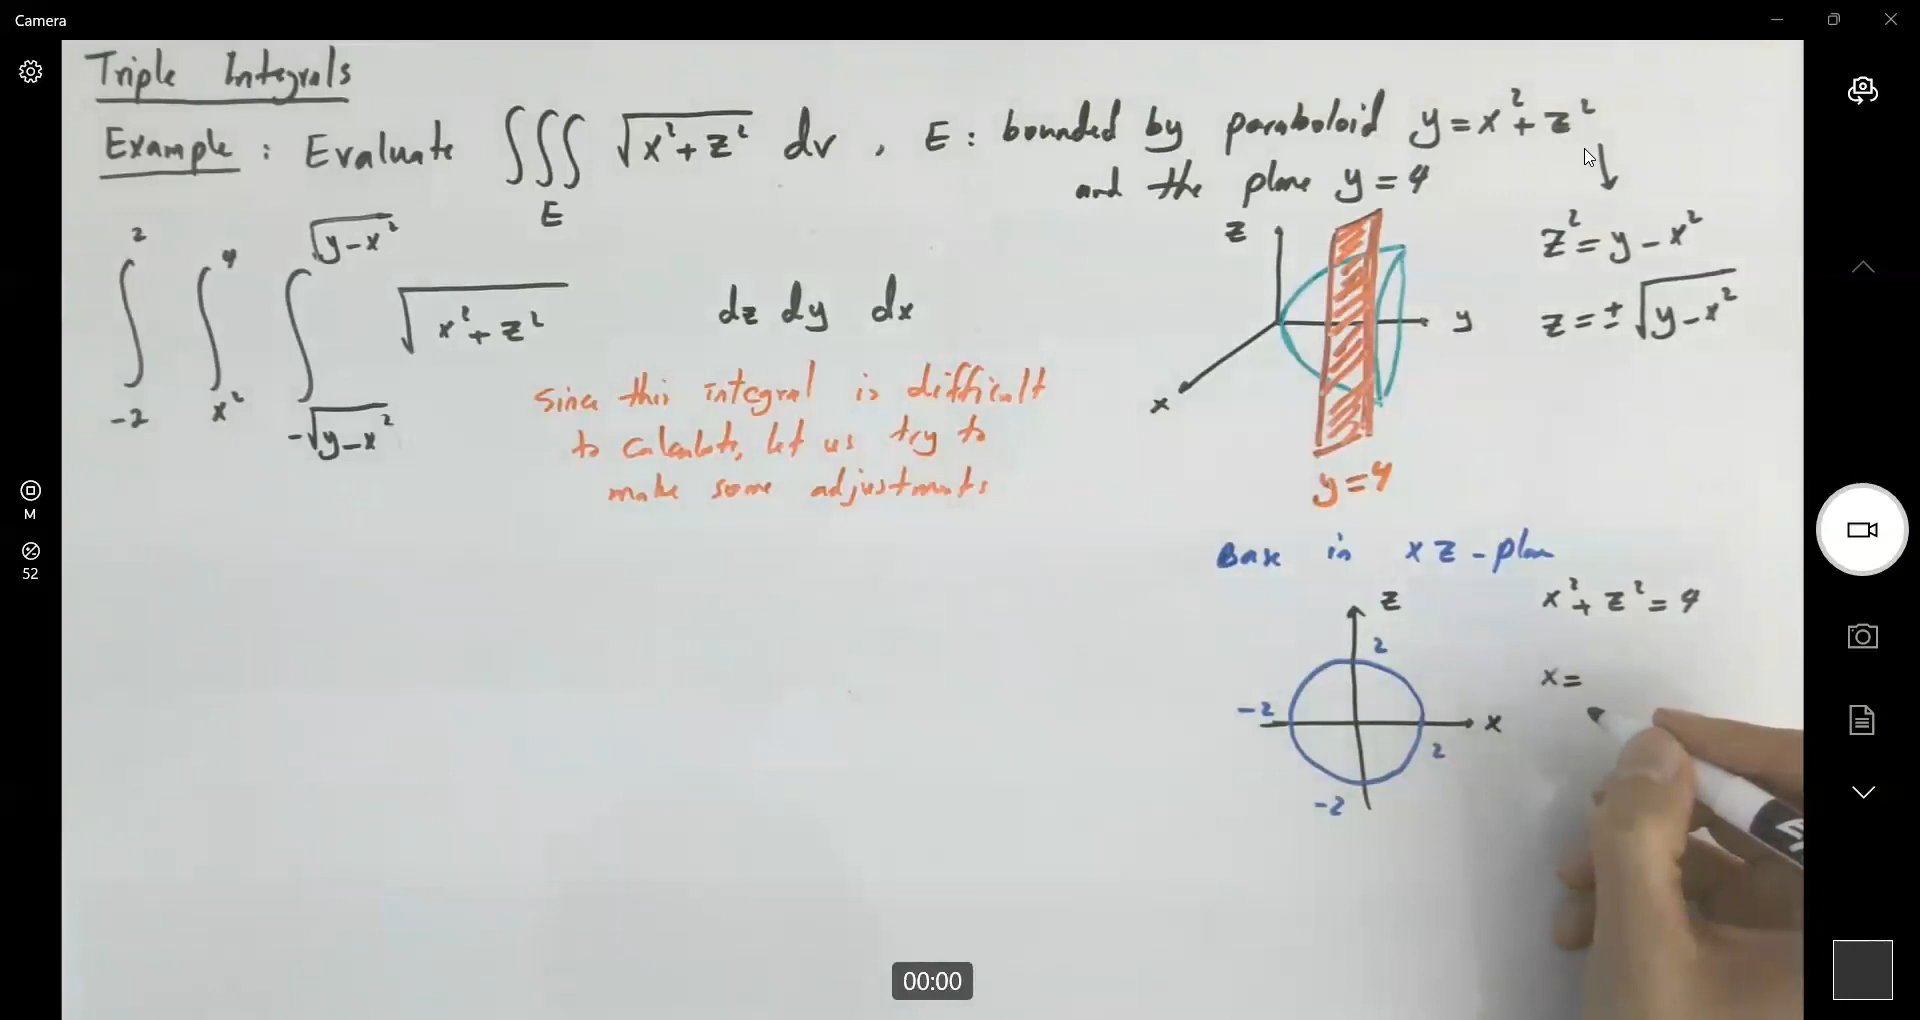 Camera
Triple Integrals
Example : Evaluate ∭ √(x²+z²) dv , E : bounded by paraboloid y = x² + z²
E
and the plane y = 4
z² = y - x²
z = ± √(y-x²)
∫ 2 -2 ∫ 4 x² ∫ √(y-x²) -√(y-x²) √(x²+z²) dz dy dx
z
y
x
y=4
Since this integral is difficult
to calculate, let us try to
make some adjustments
M
52
Base in xz-plane
x² + z² = 4
x =
z
2
-2
x
2
-2
00:00